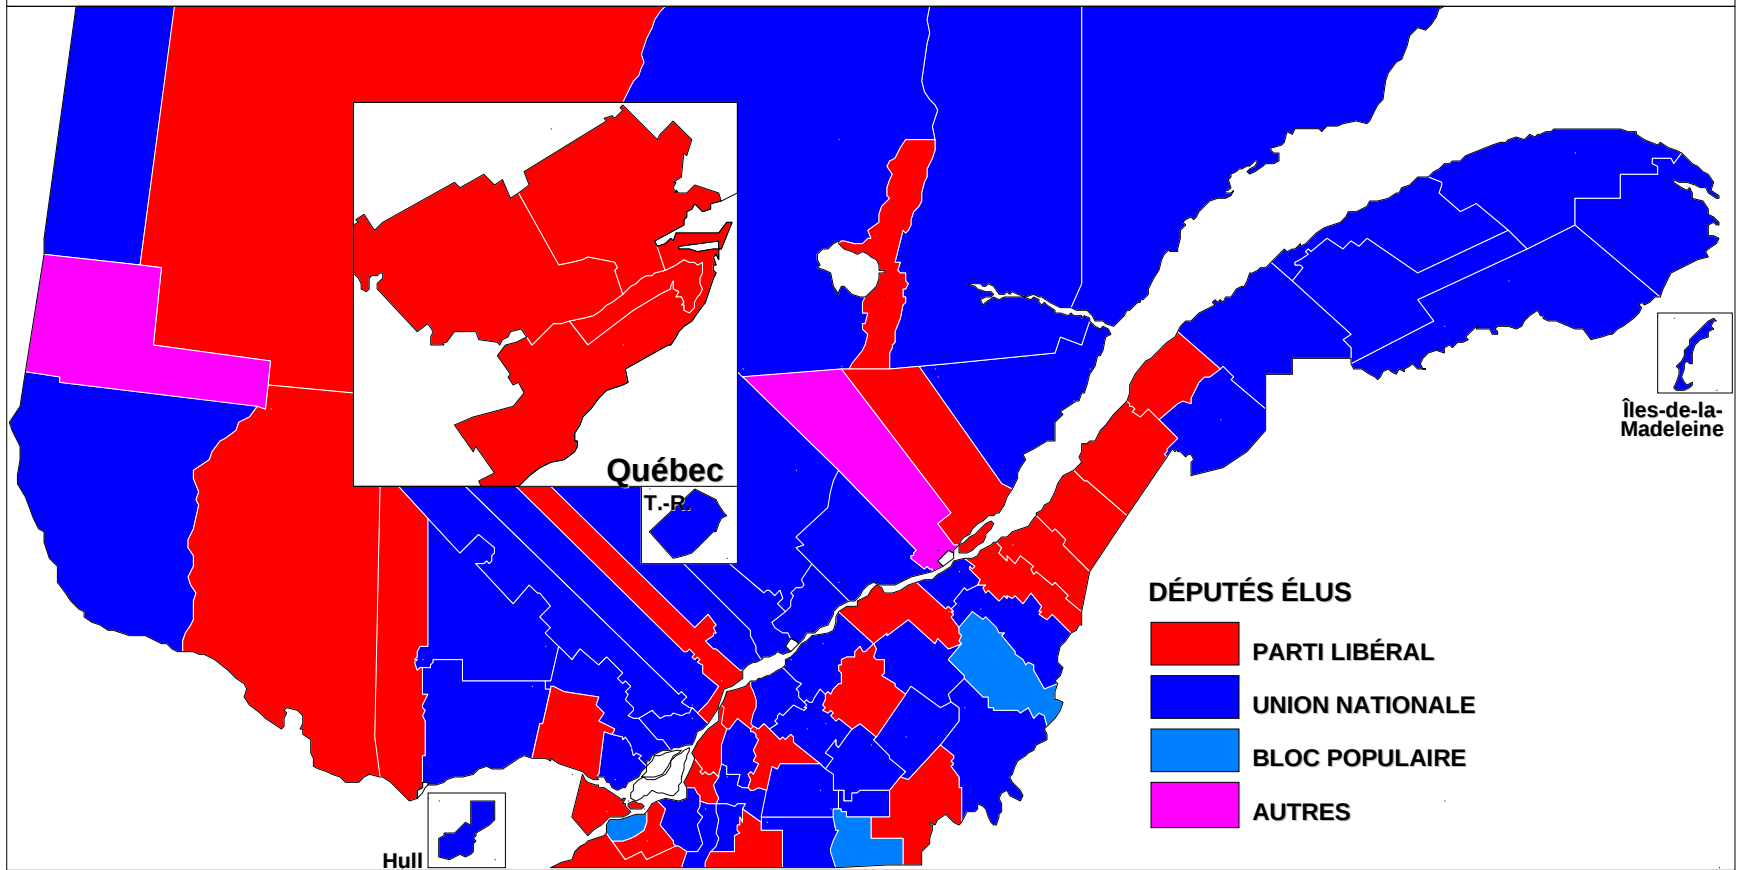 Québec
T.-R.
Îles-de-la-
Madeleine
DÉPUTÉS ÉLUS
PARTI LIBÉRAL
UNION NATIONALE
BLOC POPULAIRE
AUTRES
Hull